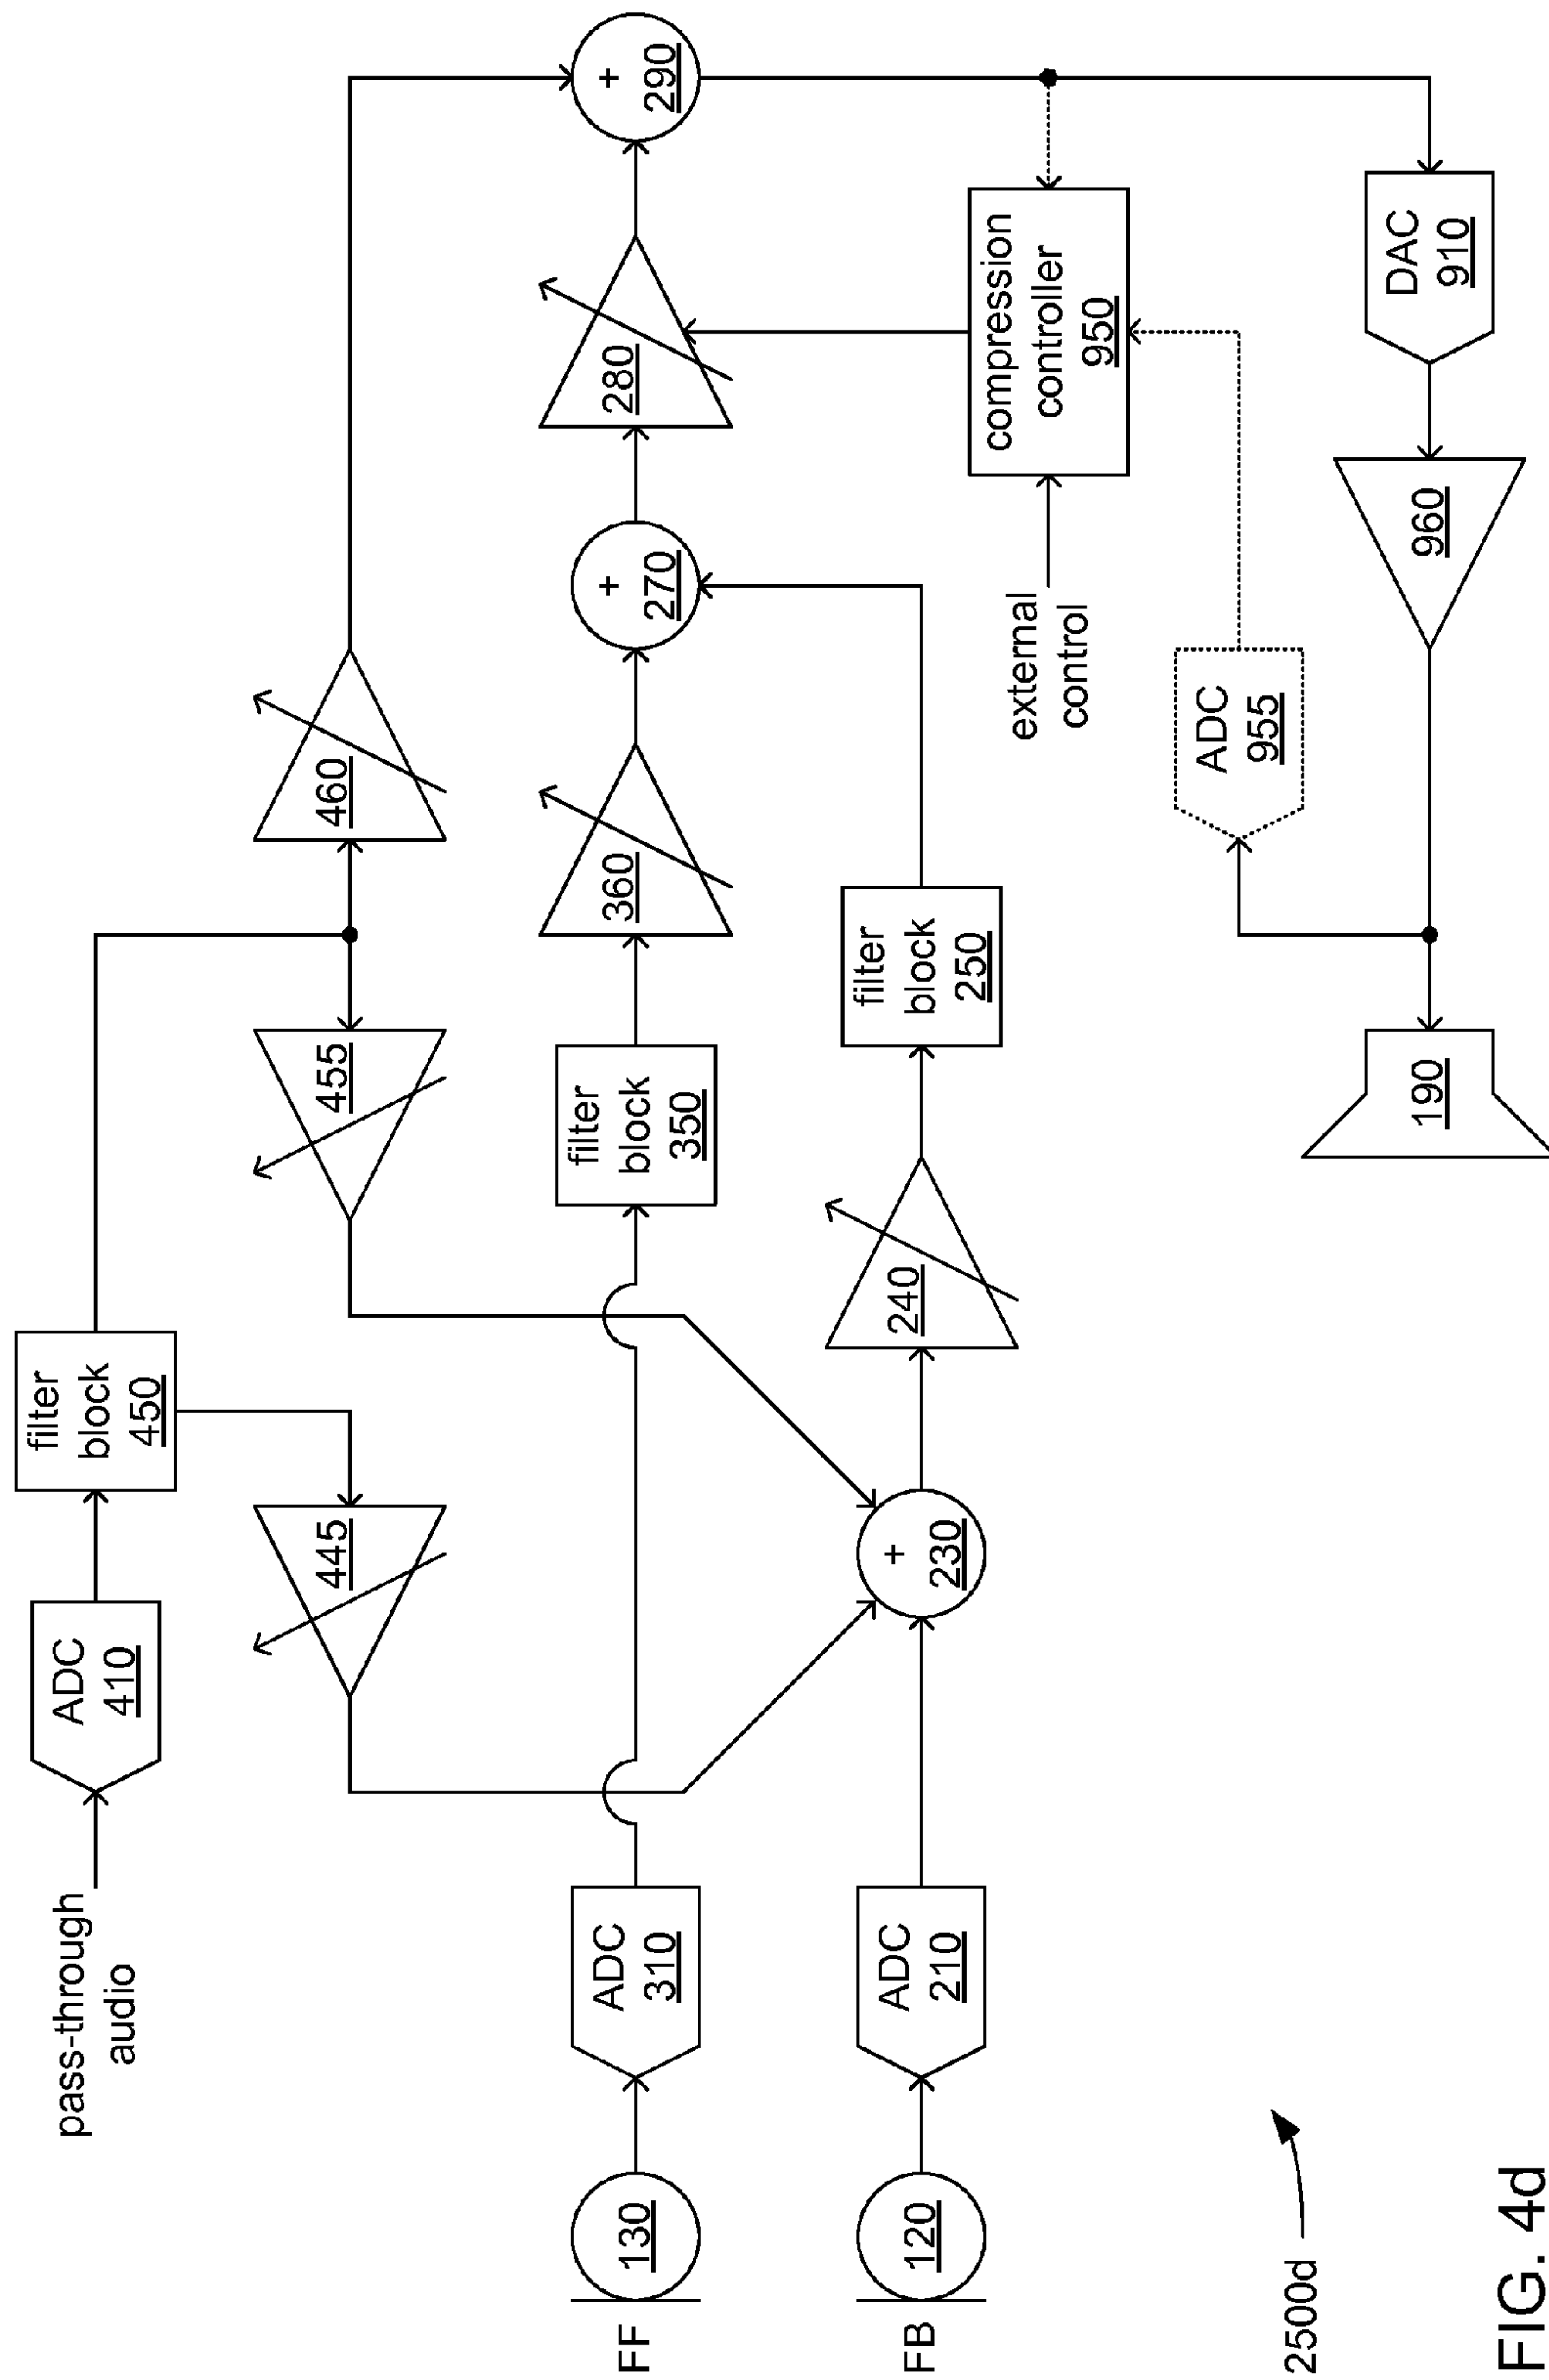 pass-through
audio
ADC
410
filter
block
450
445
455
460
FF
130
ADC
310
filter
block
350
360
+
270
280
+
290
FB
120
ADC
210
+
230
240
filter
block
250
external
control
compression
controller
950
ADC
955
190
960
DAC
910
2500d
FIG. 4d